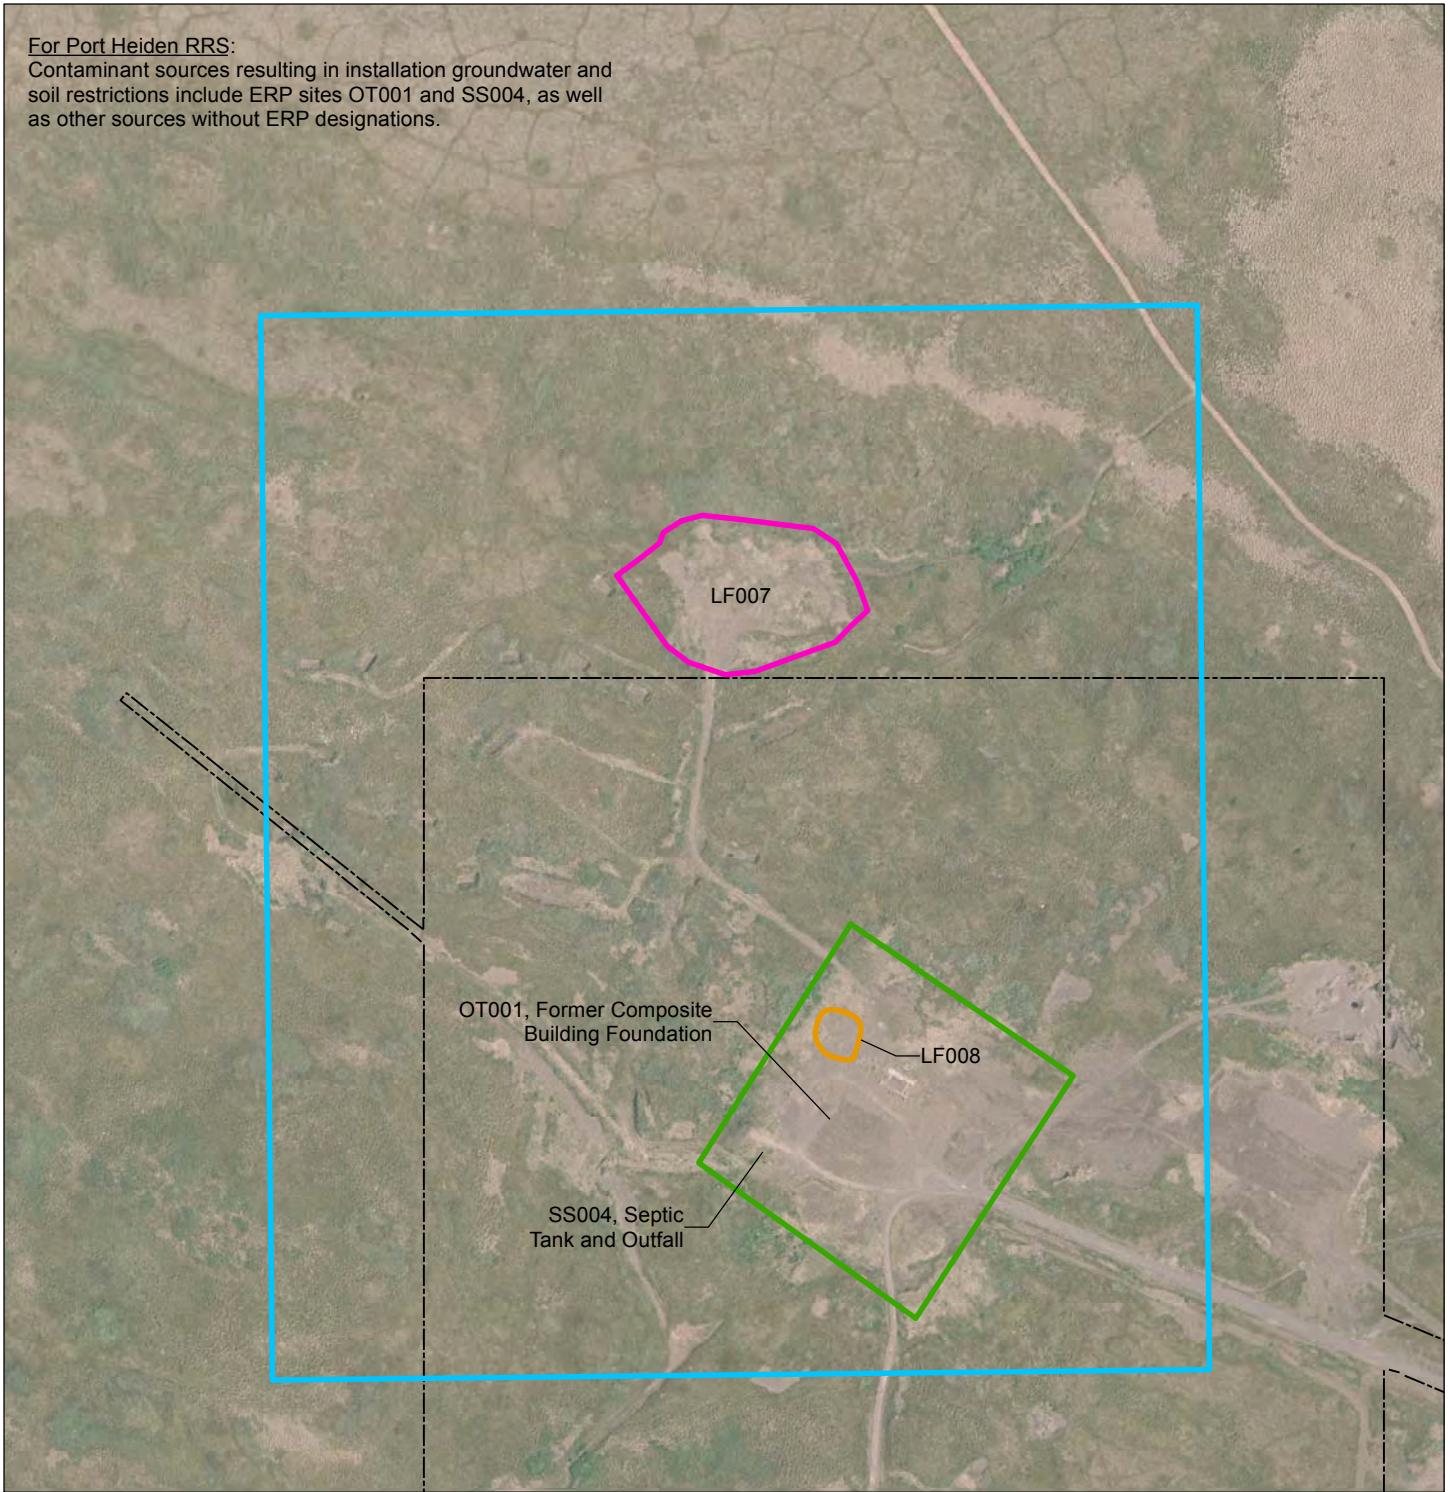 For Port Heiden RRS:
Contaminant sources resulting in installation groundwater and
soil restrictions include ERP sites OT001 and SS004, as well
as other sources without ERP designations.
LF007
OT001, Former Composite
Building Foundation
LF008
SS004, Septic
Tank and Outfall